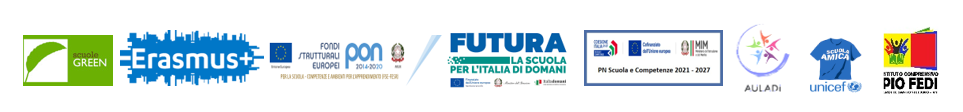 scuole
GREEN
Erasmus+
FONDI
STRUTTURALI
EUROPEI
pon
2014-2020
PER LA SCUOLA - COMPETENZE E AMBIENTI PER L'APPRENDIMENTO (FSE-FESR)
FUTURA
LA SCUOLA
PER L'ITALIA DI DOMANI
Italiadomani
Cofinanziato
dall'Unione europea
MIM
PN Scuola e Competenze 2021 - 2027
AULADI
SCUOLA
AMICA
unicef
ISTITUTO COMPRENSIVO
PIO FEDI